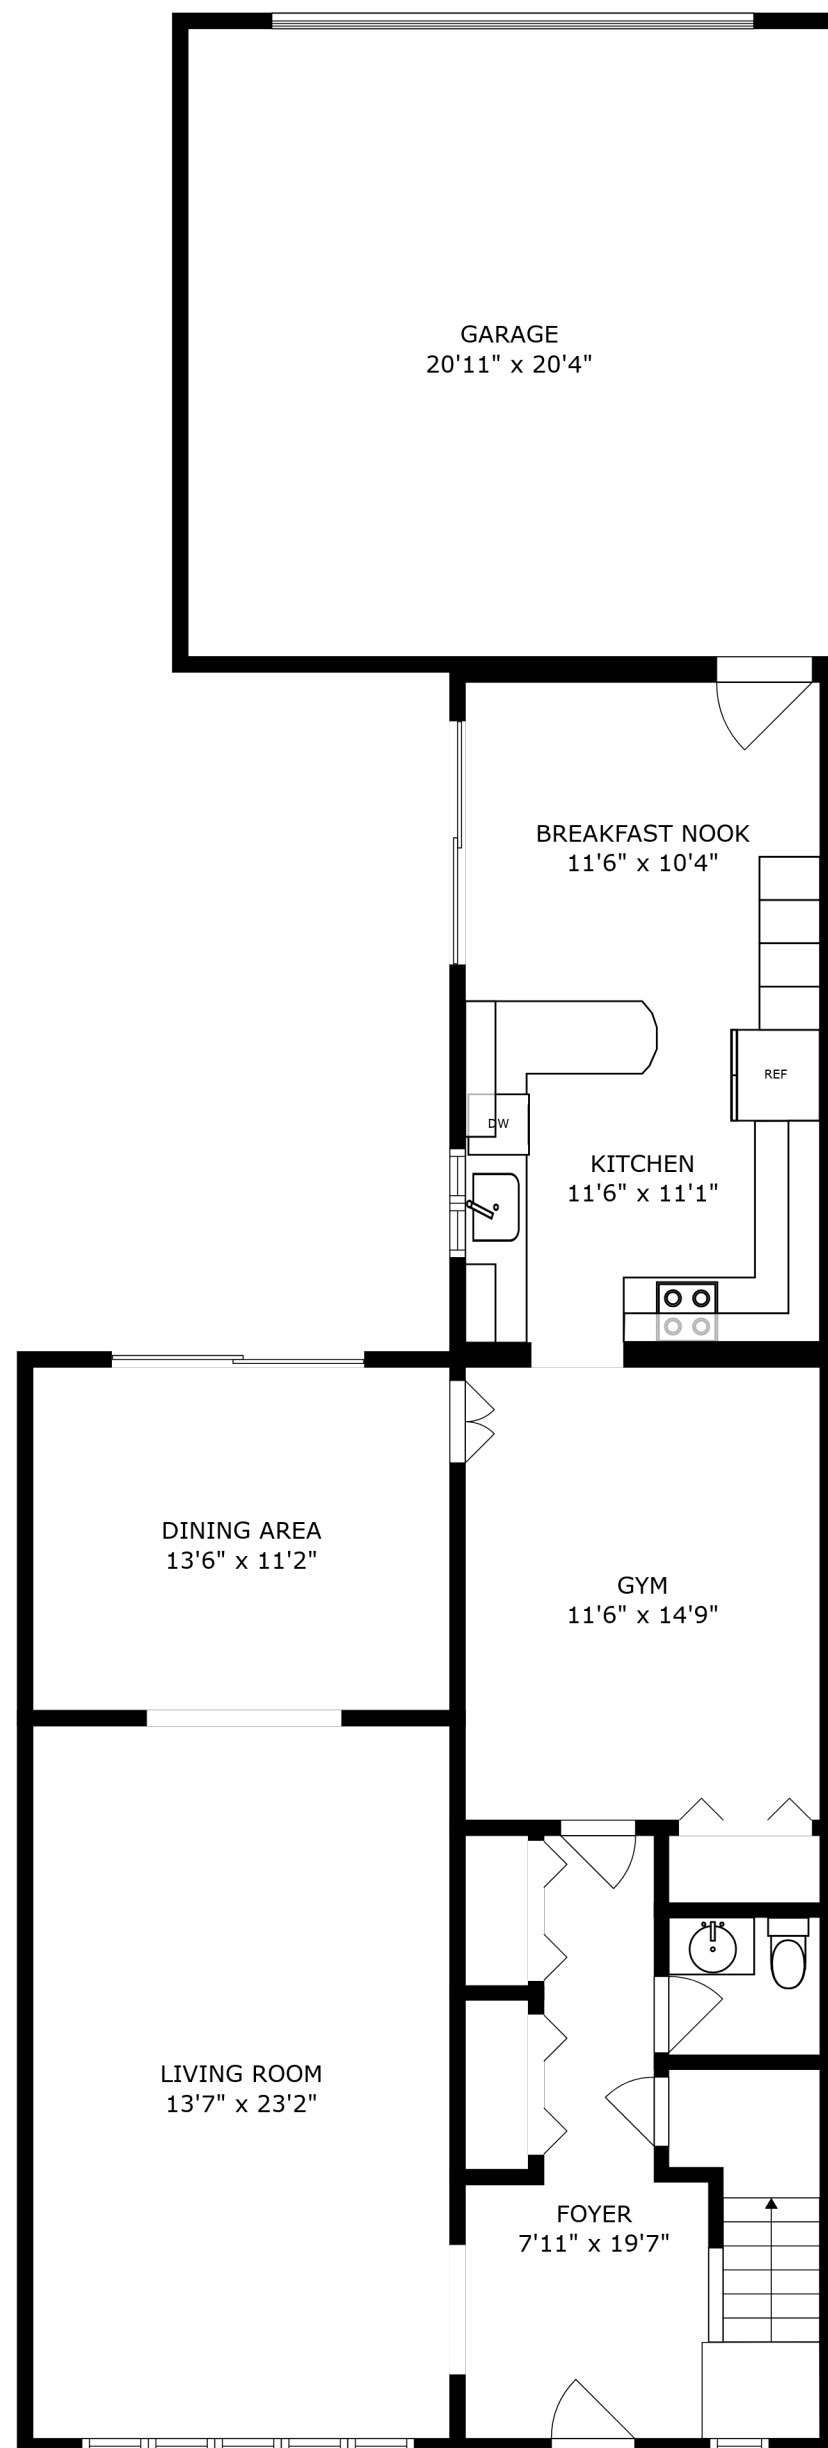 GARAGE
20'11" x 20'4"
BREAKFAST NOOK
11'6" x 10'4"
REF
DW
KITCHEN
11'6" x 11'1"
DINING AREA
13'6" x 11'2"
GYM
11'6" x 14'9"
LIVING ROOM
13'7" x 23'2"
FOYER
7'11" x 19'7"